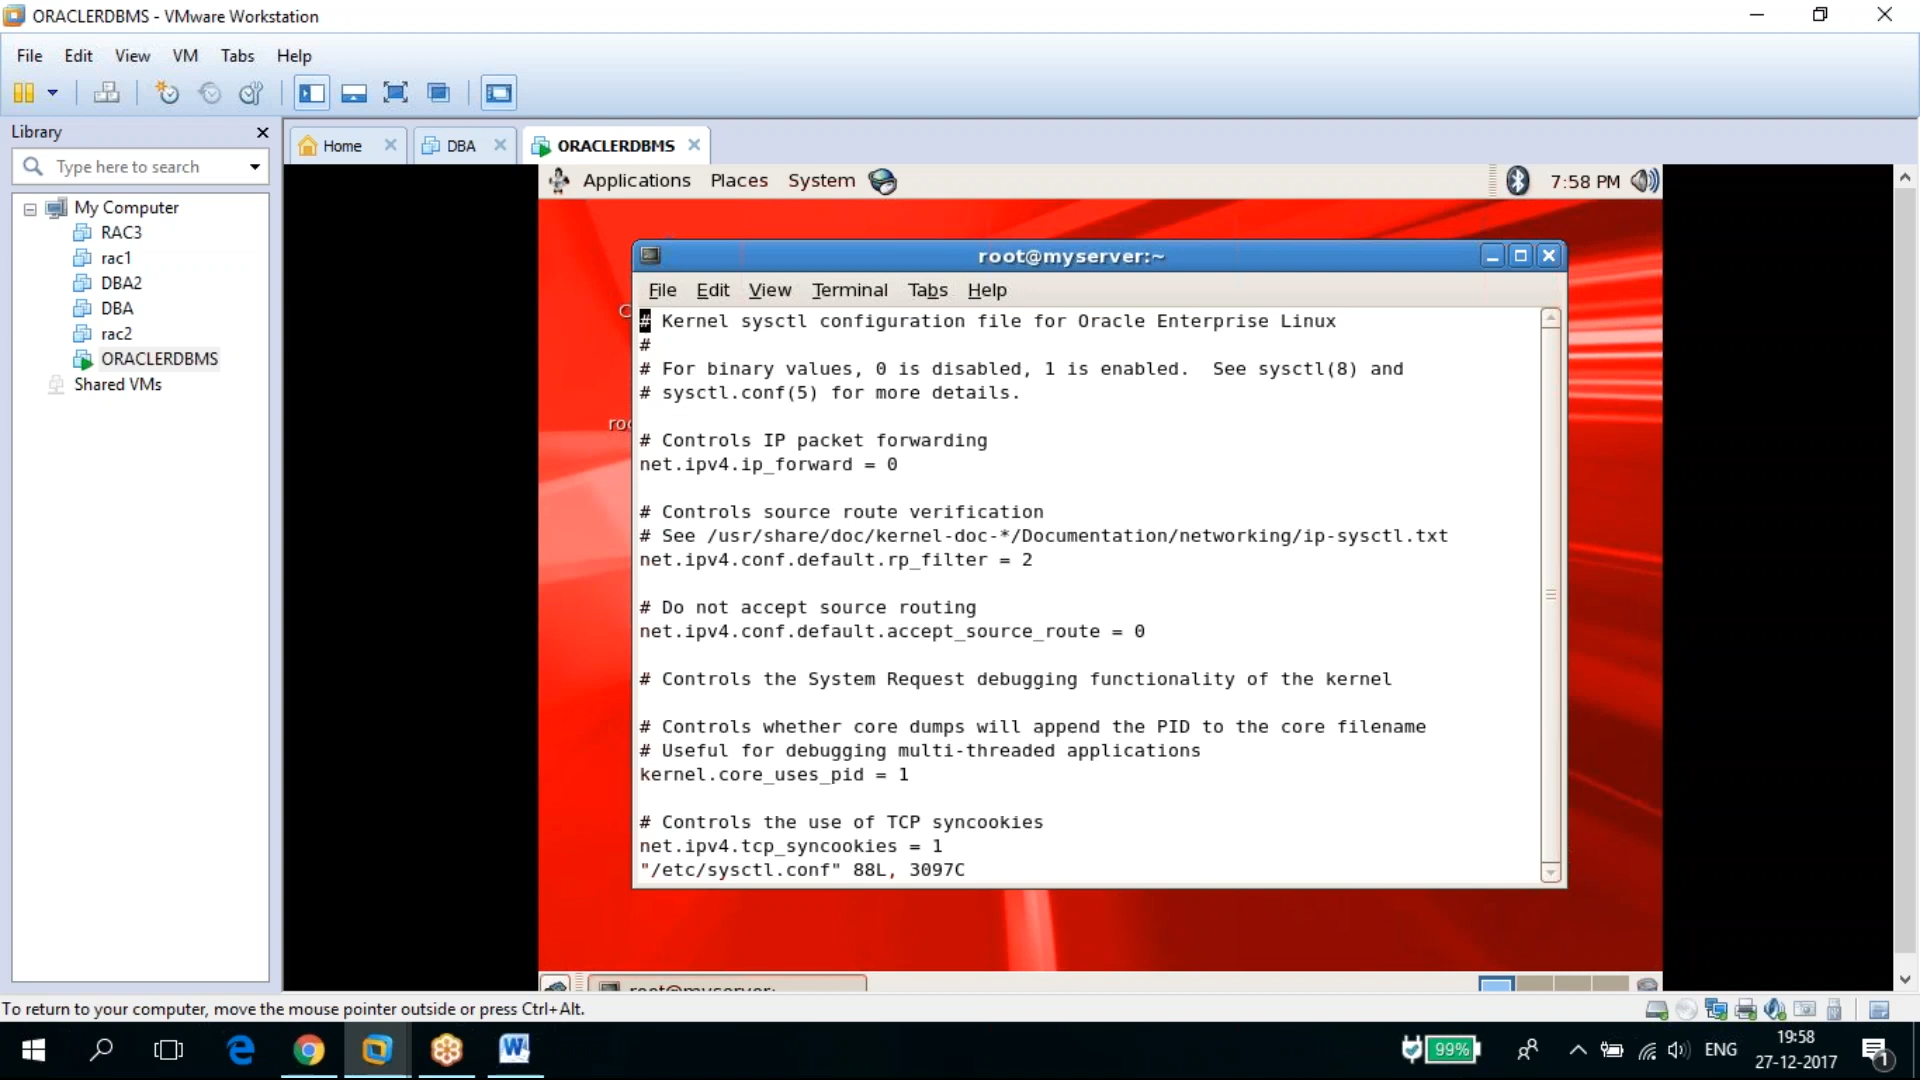 ORACLERDBMS - VMware Workstation
File Edit View VM Tabs Help
Library
Type here to search
My Computer
RAC3
rac1
DBA2
DBA
rac2
ORACLERDBMS
Shared VMs
Home DBA ORACLERDBMS
Applications Places System 7:58 PM
root@myserver:~
File Edit View Terminal Tabs Help
# Kernel sysctl configuration file for Oracle Enterprise Linux
#
# For binary values, 0 is disabled, 1 is enabled.  See sysctl(8) and
# sysctl.conf(5) for more details.
# Controls IP packet forwarding
net.ipv4.ip_forward = 0
# Controls source route verification
# See /usr/share/doc/kernel-doc-*/Documentation/networking/ip-sysctl.txt
net.ipv4.conf.default.rp_filter = 2
# Do not accept source routing
net.ipv4.conf.default.accept_source_route = 0
# Controls the System Request debugging functionality of the kernel
# Controls whether core dumps will append the PID to the core filename
# Useful for debugging multi-threaded applications
kernel.core_uses_pid = 1
# Controls the use of TCP syncookies
net.ipv4.tcp_syncookies = 1
"/etc/sysctl.conf" 88L, 3097C
root@myserver:
To return to your computer, move the mouse pointer outside or press Ctrl+Alt.
99% ENG 19:58
27-12-2017
1